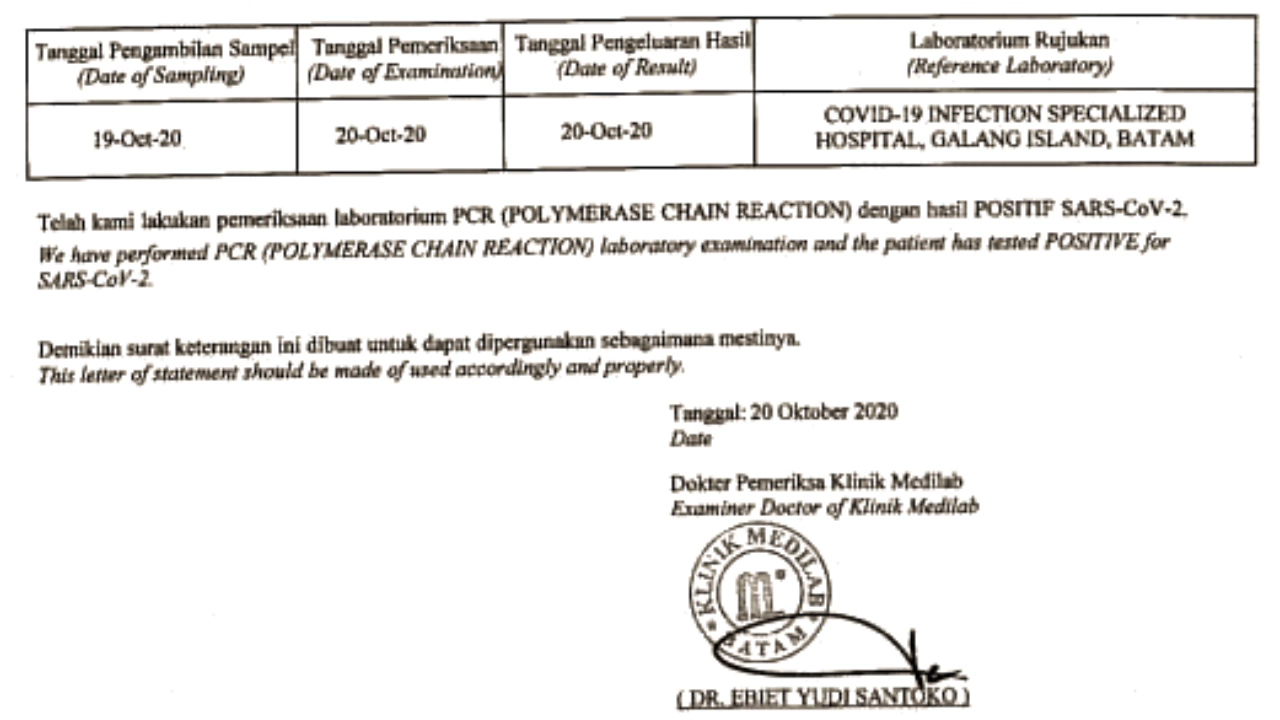 Tanggal Pengambilan Sampel
(Date of Sampling)
Tanggal Pemeriksaan
(Date of Examination)
Tanggal Pengeluaran Hasil
(Date of Result)
Laboratorium Rujukan
(Reference Laboratory)
19-Oct-20
20-Oct-20
20-Oct-20
COVID-19 INFECTION SPECIALIZED
HOSPITAL, GALANG ISLAND, BATAM
Telah kami lakukan pemeriksaan laboratorium PCR (POLYMERASE CHAIN REACTION) dengan hasil POSITIF SARS-CoV-2.
We have performed PCR (POLYMERASE CHAIN REACTION) laboratory examination and the patient has tested POSITIVE for
SARS-CoV-2.
Demikian surat keterangan ini dibuat untuk dapat dipergunakan sebagaimana mestinya.
This letter of statement should be made of used accordingly and properly.
Tanggal: 20 Oktober 2020
Date
Dokter Pemeriksa Klinik Medilab
Examiner Doctor of Klinik Medilab
KLINIK MEDILAB
BATAM
( DR. EBIET YUDI SANTOKO )